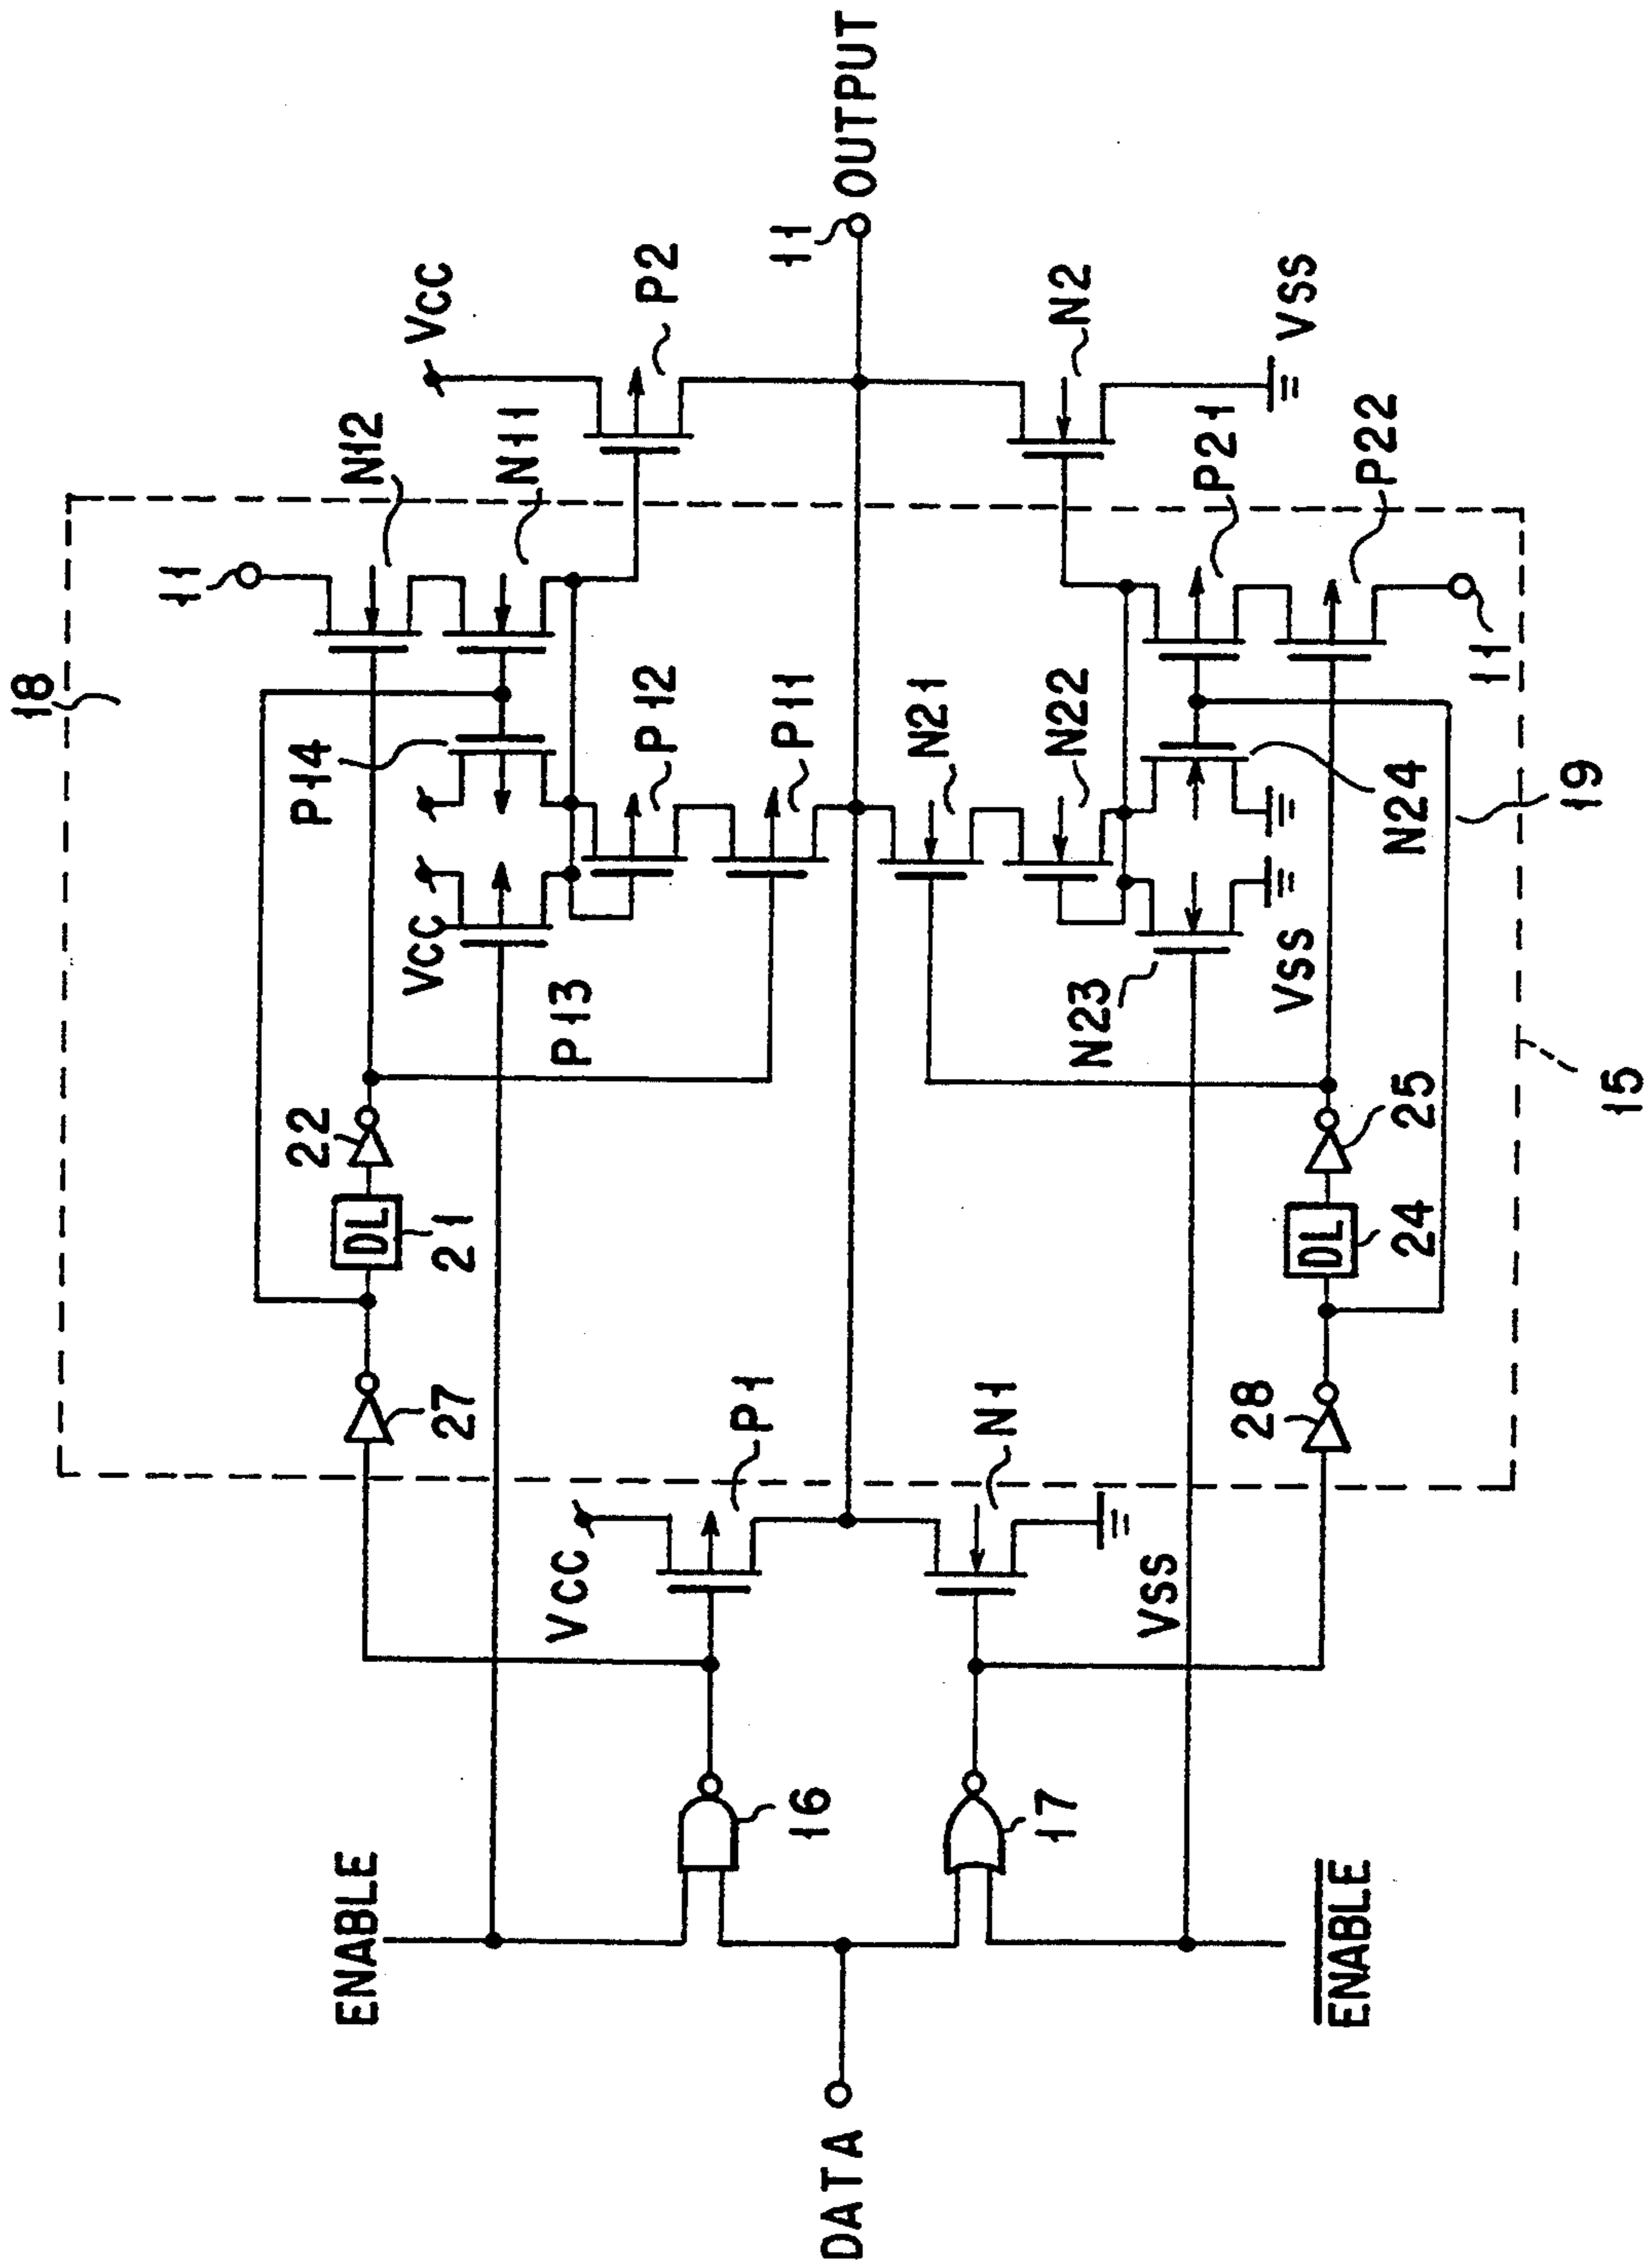 18
11
N12
VCC
N11
P14
P2
22
VCC
P12
DL
21
P13
P11
27
P1
ENABLE
VCC
16
11
OUTPUT
DATA
N21
N1
N22
N2
17
N23
P21
VSS
VSS
VSS
N24
P22
28
DL
24
25
11
ENABLE
19
15